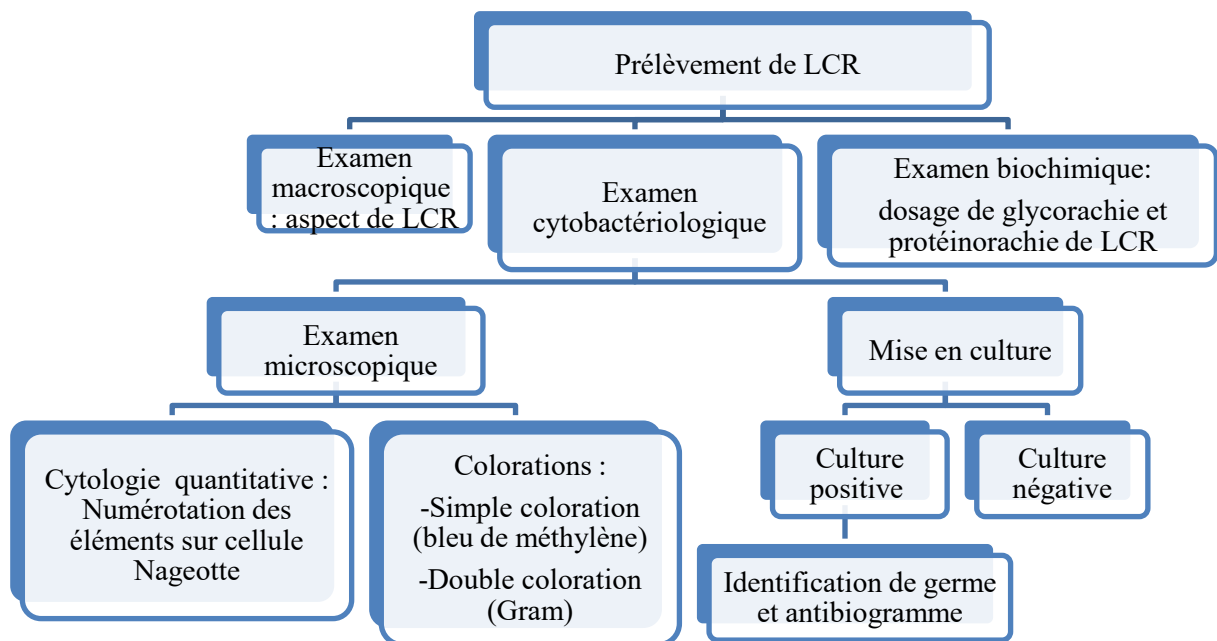 Prélèvement de LCR
Examen
macroscopique
: aspect de LCR
Examen
cytobactériologique
Examen biochimique:
dosage de glycorachie et
protéinorachie de LCR
Examen
microscopique
Mise en culture
Cytologie quantitative :
Numérotation des
éléments sur cellule
Nageotte
Colorations :
-Simple coloration
(bleu de méthylène)
-Double coloration
(Gram)
Culture
positive
Culture
négative
Identification de germe
et antibiogramme